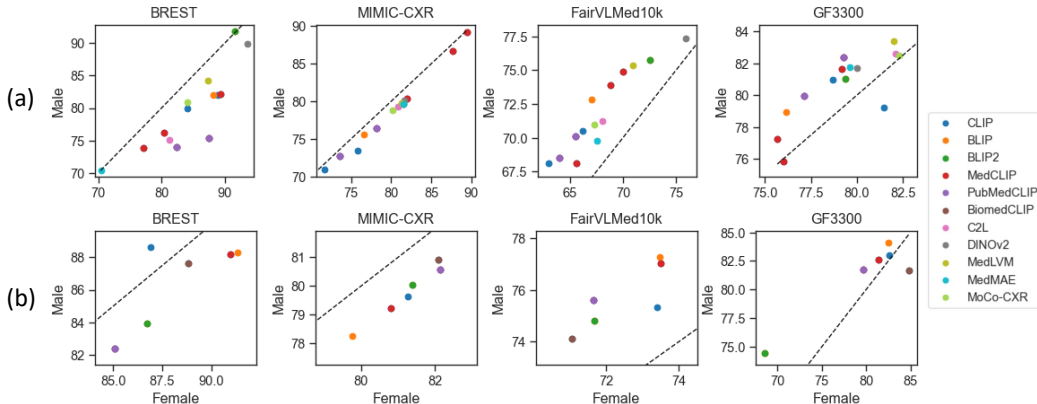 BREST
MIMIC-CXR
FairVLMed10k
GF3300
(a)
Male
90
85
80
75
70
70
80
90
Male
90
85
80
75
70
75
80
85
90
Male
77.5
75.0
72.5
70.0
67.5
65
70
75
Male
84
82
80
78
76
75.0
77.5
80.0
82.5
CLIP
BLIP
BLIP2
MedCLIP
PubMedCLIP
BiomedCLIP
C2L
DINOv2
MedLVM
MedMAE
MoCo-CXR
BREST
MIMIC-CXR
FairVLMed10k
GF3300
(b)
Male
88
86
84
82
85.0
87.5
90.0
Female
Male
81
80
79
78
80
82
Female
Male
78
76
74
72
74
Female
Male
85.0
82.5
80.0
77.5
75.0
70
75
80
85
Female